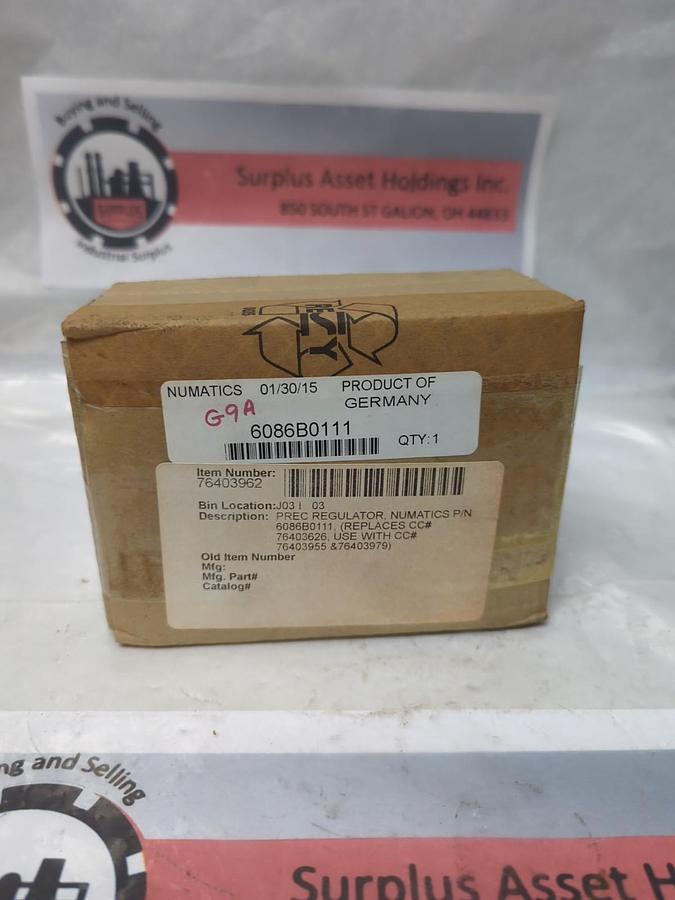 Buying and Selling
SURPLUS
Industrial Surplus
Surplus Asset Holdings Inc.
850 SOUTH ST GALION, OH 44833
RESY
NUMATICS 01/30/15 PRODUCT OF
GERMANY
G9A
6086B0111
QTY:1
Item Number:
76403962
Bin Location:J03 I 03
Description: PREC REGULATOR, NUMATICS P/N
6086B0111, (REPLACES CC#
76403626, USE WITH CC#
76403955 &76403979)
Old Item Number
Mfg:
Mfg. Part#
Catalog#
ng and Selling
Surplus Asset H